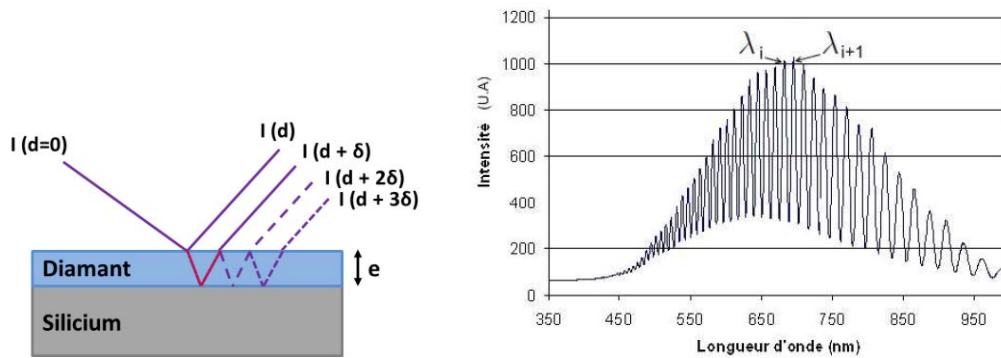 I (d=0)
I (d)
I (d + δ)
I (d + 2δ)
I (d + 3δ)
Diamant
e
Silicium
Intensité (U.A)
1200
1000
800
600
400
200
0
λi
λi+1
350
450
550
650
750
850
950
Longueur d'onde (nm)